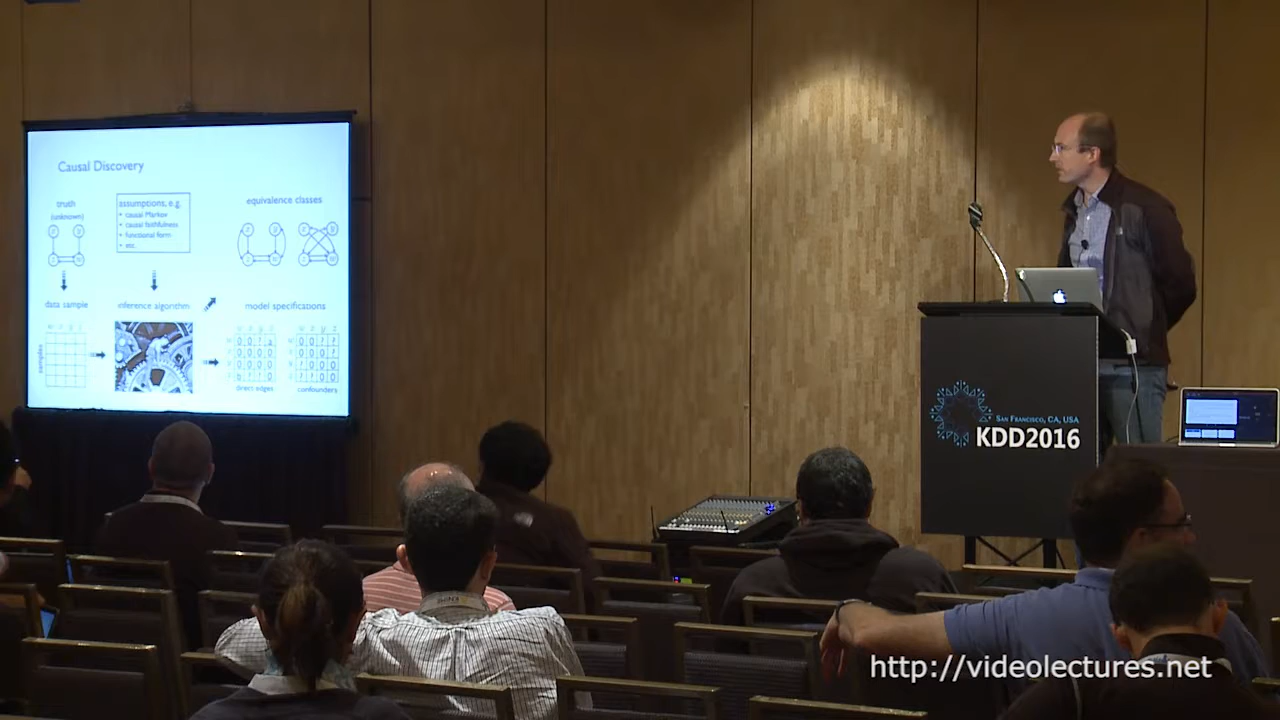 Causal Discovery
truth
(unknown)
assumptions, e.g.
• causal Markov
• causal faithfulness
• functional form
• etc.
equivalence classes
data sample
inference algorithm
model specifications
samples
direct edges
confounders
SAN FRANCISCO, CA, USA
KDD2016
http://videolectures.net